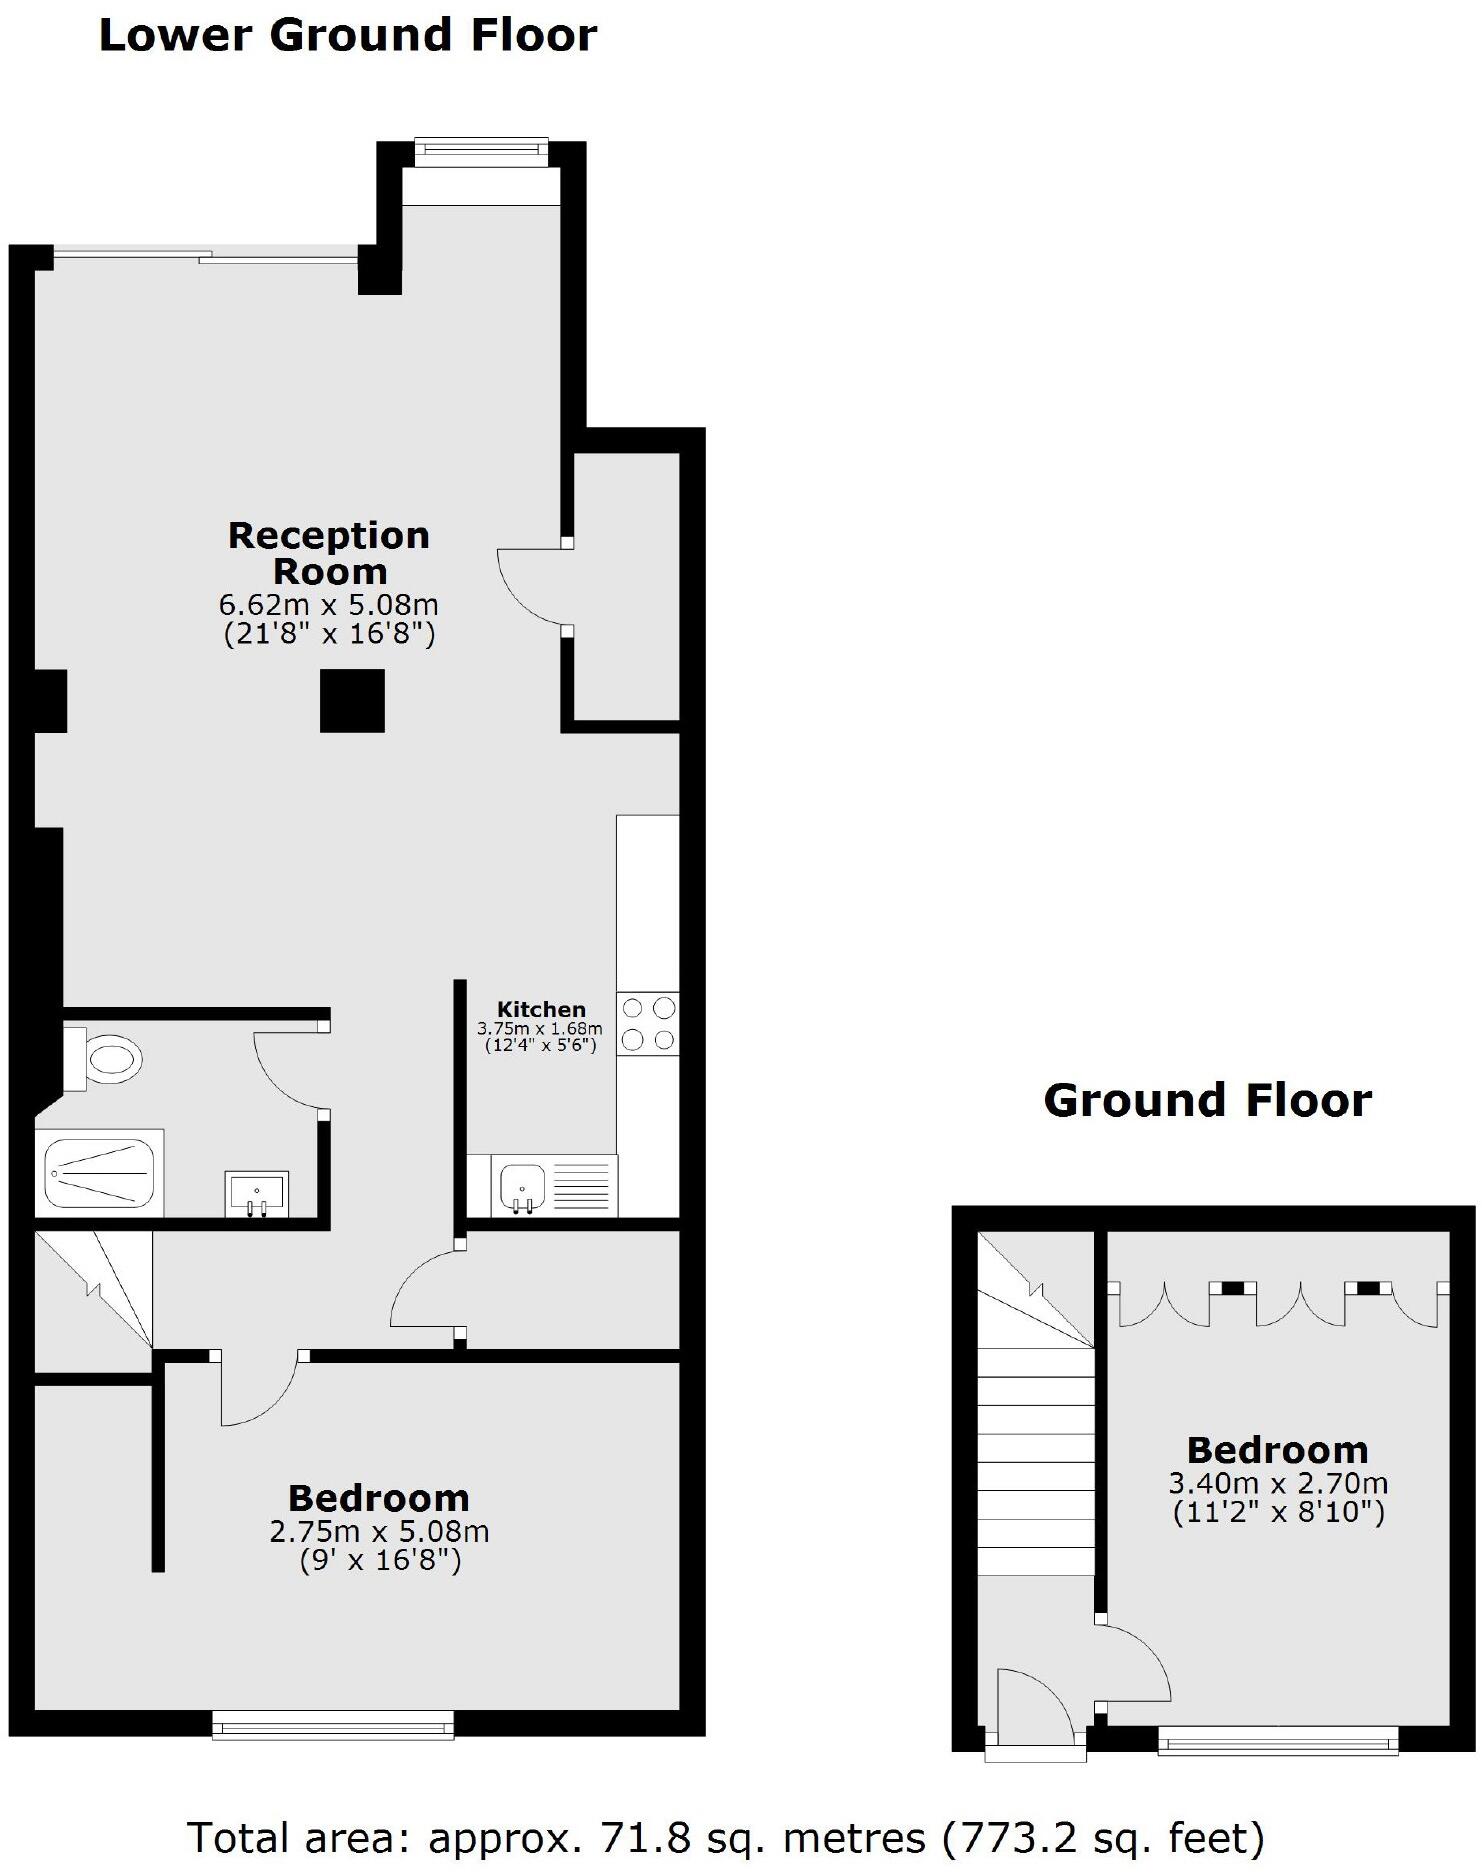 Lower Ground Floor
Reception
Room
6.62m x 5.08m
(21'8" x 16'8")
Kitchen
3.75m x 1.68m
(12'4" x 5'6")
Bedroom
2.75m x 5.08m
(9' x 16'8")
Ground Floor
Bedroom
3.40m x 2.70m
(11'2" x 8'10")
Total area: approx. 71.8 sq. metres (773.2 sq. feet)